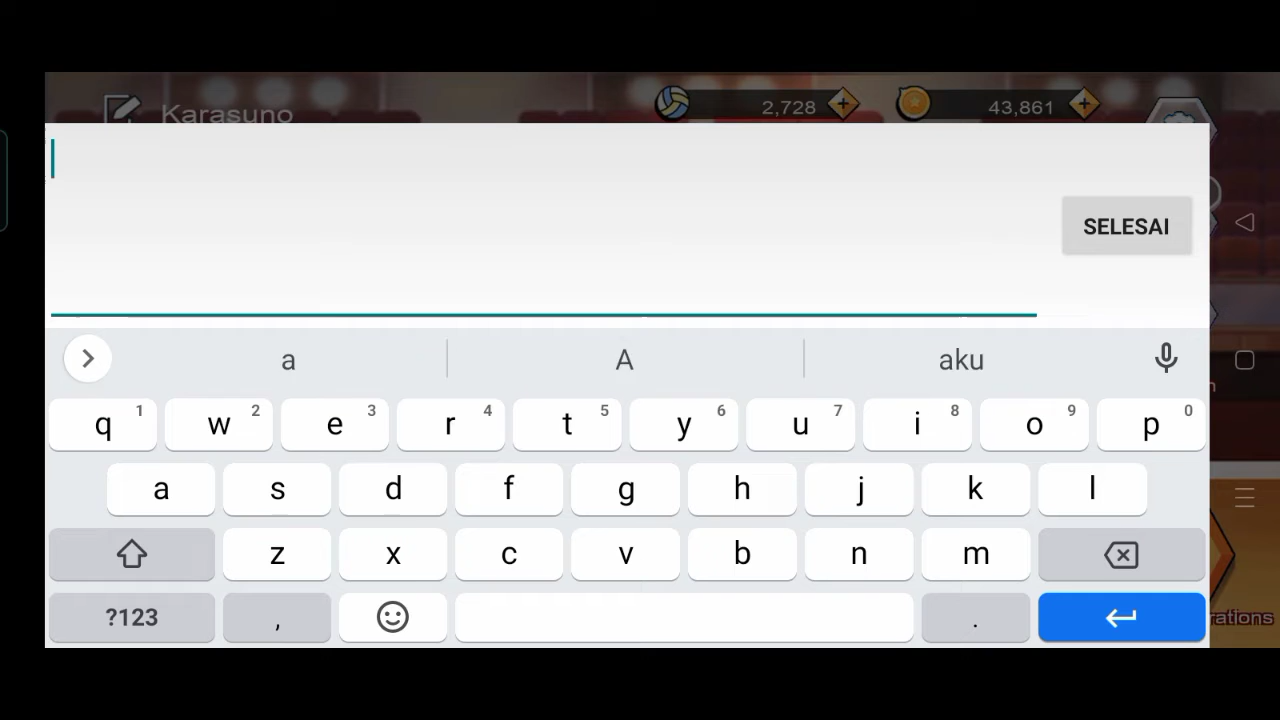 Karasuno 2,728 43,861
SELESAI
a A aku
q 1 w 2 e 3 r 4 t 5 y 6 u 7 i 8 o 9 p 0
a s d f g h j k l
z x c v b n m
?123 , .
rations